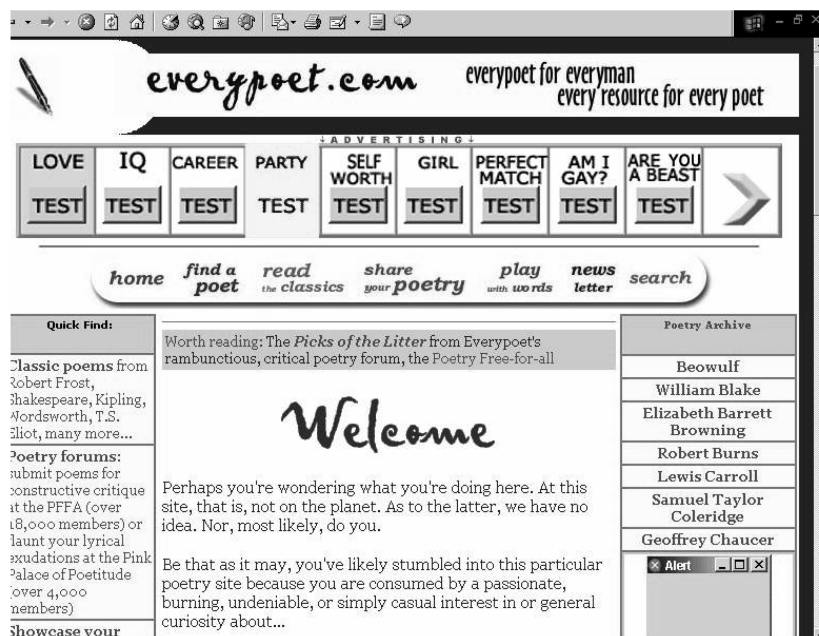 everypoet.com
everypoet for everyman
every resource for every poet
↓ADVERTISING↓
LOVE TEST
IQ TEST
CAREER TEST
PARTY TEST
SELF WORTH TEST
GIRL TEST
PERFECT MATCH TEST
AM I GAY? TEST
ARE YOU A BEAST TEST
home
find a poet
read the classics
share your poetry
play with words
news letter
search
Quick Find:
Classic poems from
Robert Frost,
Shakespeare, Kipling,
Wordsworth, T.S.
Eliot, many more...
Poetry forums:
submit poems for
constructive critique
at the PFFA (over
18,000 members) or
flaunt your lyrical
exudations at the Pink
Palace of Poetitude
(over 4,000
members)
Showcase your
Worth reading: The Picks of the Litter from Everypoet's
rambunctious, critical poetry forum, the Poetry Free-for-all
Welcome
Perhaps you're wondering what you're doing here. At this
site, that is, not on the planet. As to the latter, we have no
idea. Nor, most likely, do you.
Be that as it may, you've likely stumbled into this particular
poetry site because you are consumed by a passionate,
burning, undeniable, or simply casual interest in or general
curiosity about...
Poetry Archive
Beowulf
William Blake
Elizabeth Barrett
Browning
Robert Burns
Lewis Carroll
Samuel Taylor
Coleridge
Geoffrey Chaucer
Alert